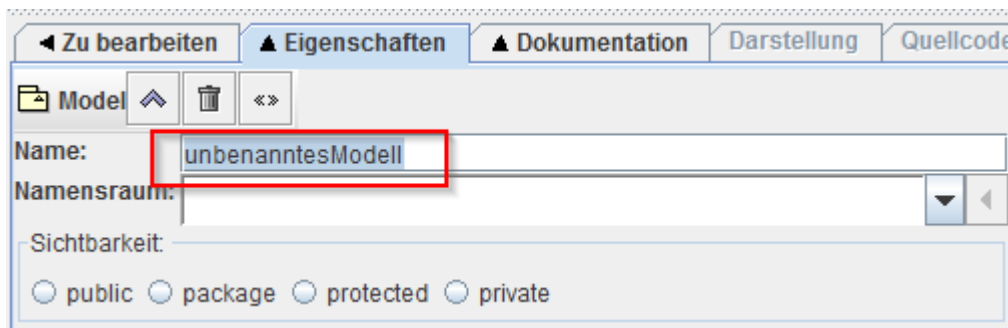 Zu bearbeiten Eigenschaften Dokumentation Darstellung Quellcode
Model «»
Name: unbenanntesModell
Namensraum:
Sichtbarkeit:
public package protected private